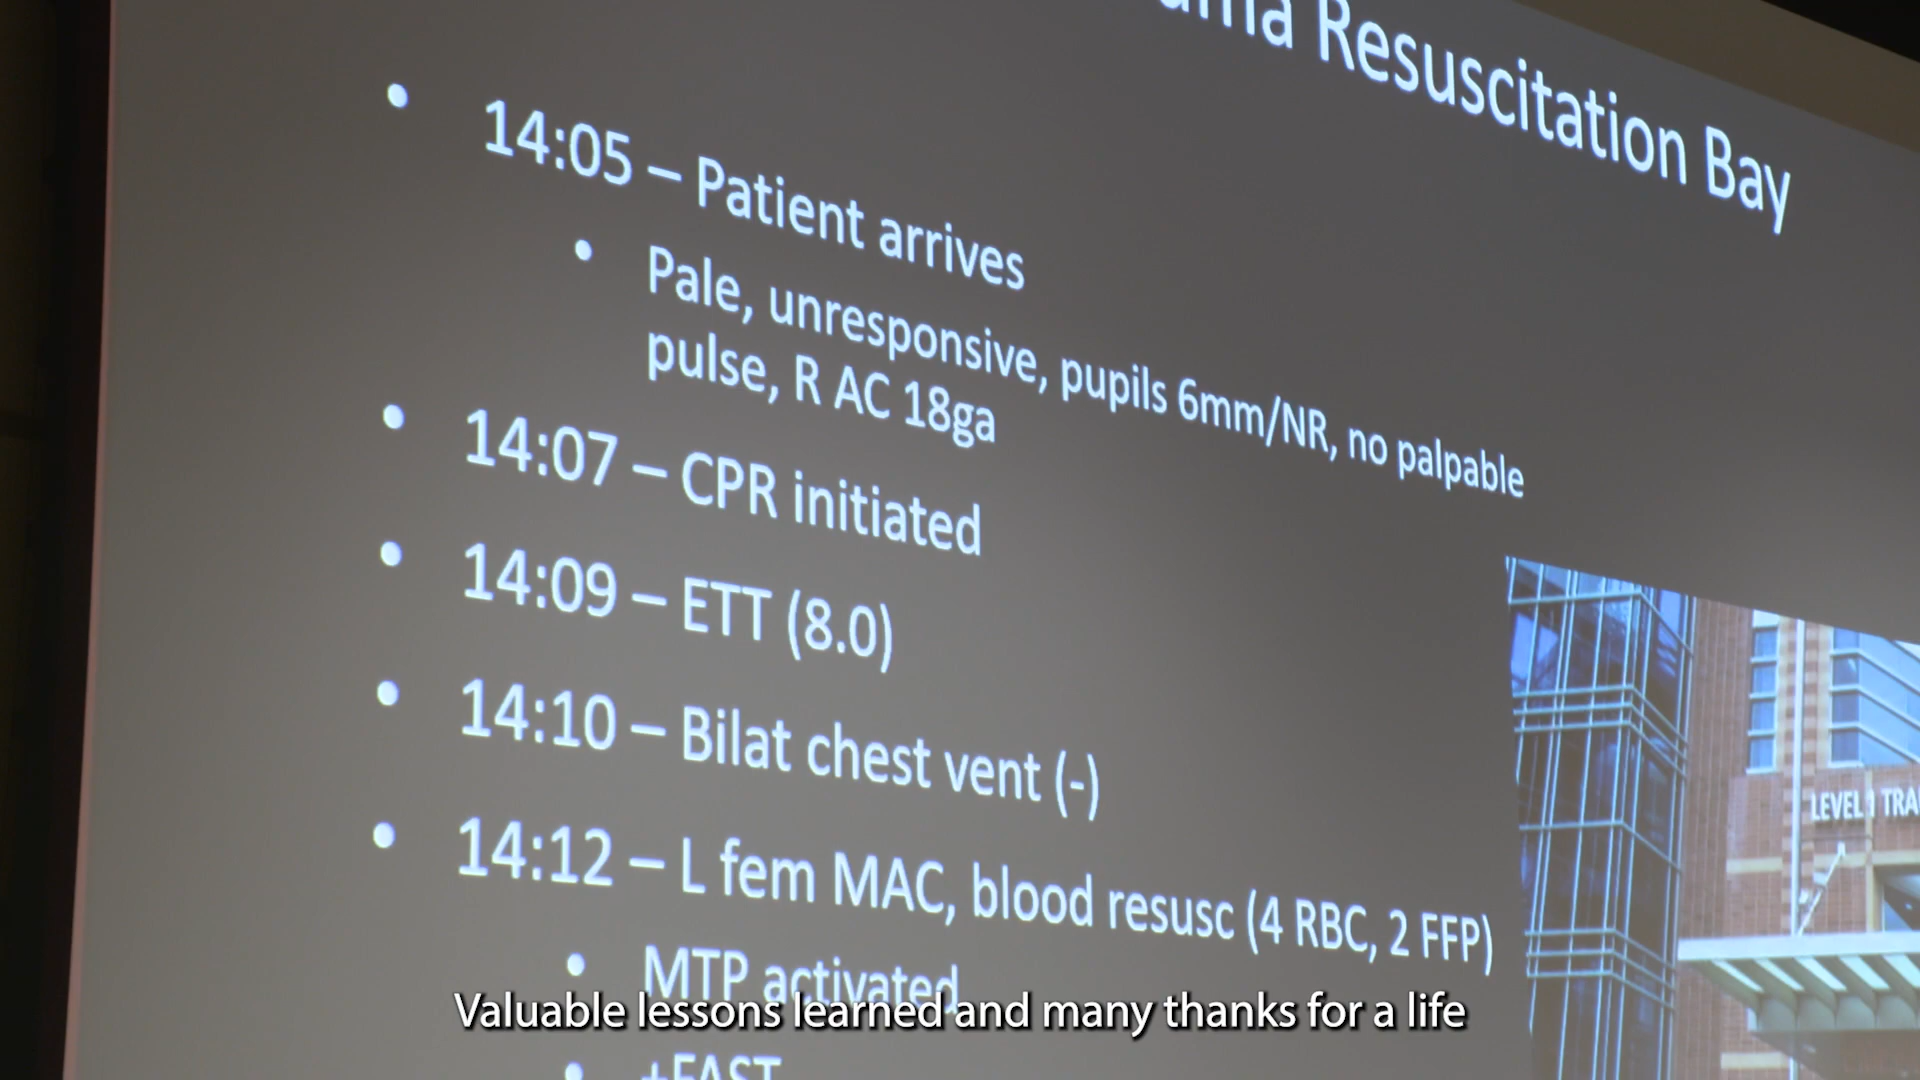 Resuscitation Bay
• 14:05 – Patient arrives
• Pale, unresponsive, pupils 6mm/NR, no palpable
pulse, R AC 18ga
• 14:07 – CPR initiated
• 14:09 – ETT (8.0)
• 14:10 – Bilat chest vent (-)
• 14:12 – L fem MAC, blood resusc (4 RBC, 2 FFP)
• MTP activated
• +FAST
LEVEL 1
Valuable lessons learned and many thanks for a life